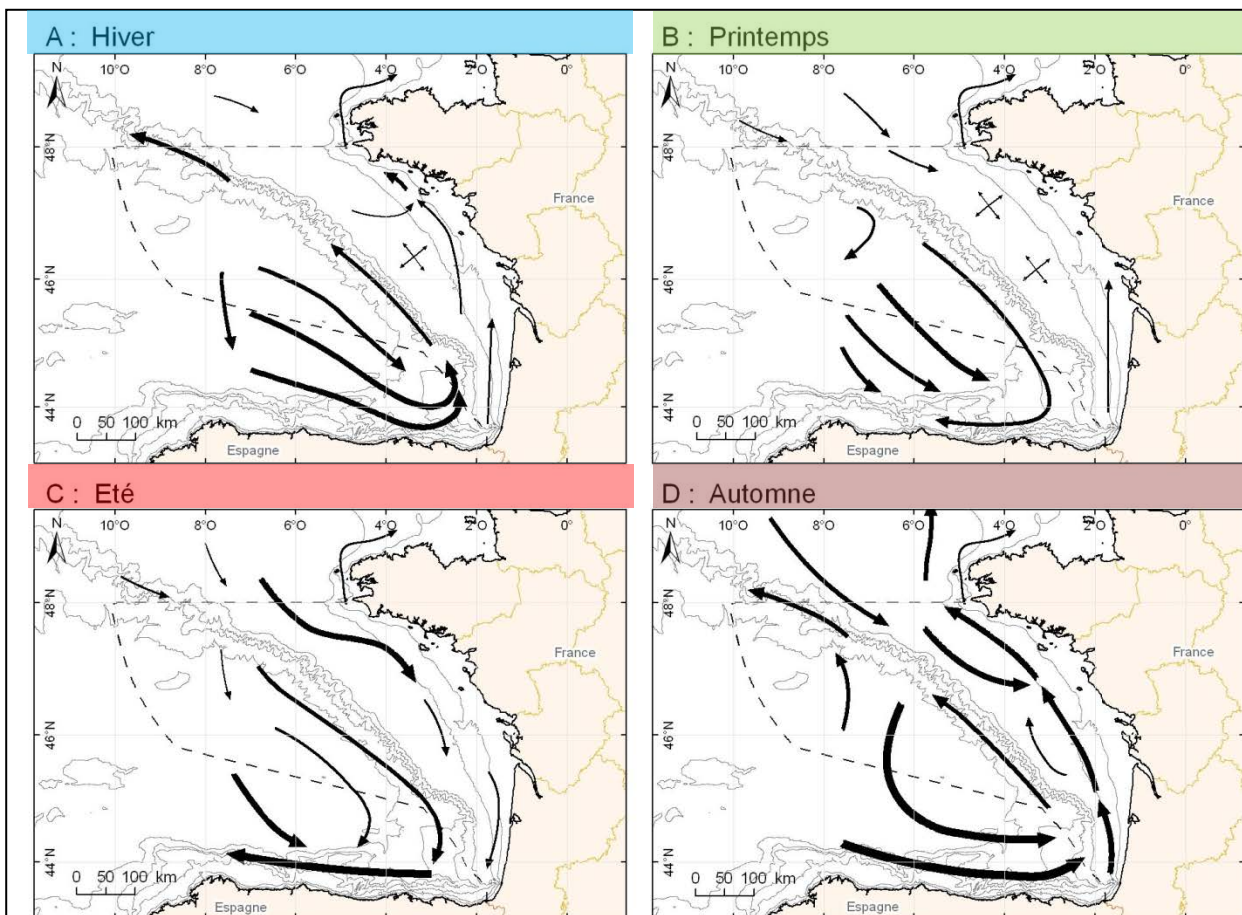 A : Hiver
N
10°O 8°O 6°O 4°O 2°O 0°
48°N
France
46°N
44°N
0 50 100 km
Espagne
B : Printemps
N
10°O 8°O 6°O 4°O 2°O 0°
48°N
France
46°N
44°N
0 50 100 km
Espagne
C : Eté
N
10°O 8°O 6°O 4°O 2°O 0°
48°N
France
46°N
44°N
0 50 100 km
Espagne
D : Automne
N
10°O 8°O 6°O 4°O 2°O 0°
48°N
France
46°N
44°N
0 50 100 km
Espagne